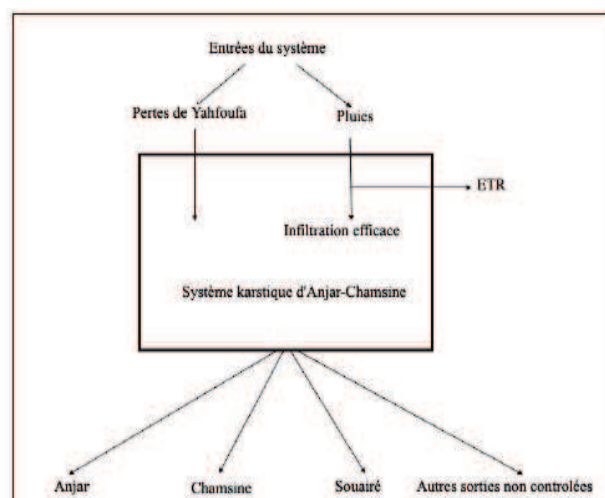 Entrées du système
Pertes de Yahfoufa
Pluies
ETR
Infiltration efficace
Système karstique d'Anjar-Chamsine
Anjar
Chamsine
Souairé
Autres sorties non controlées